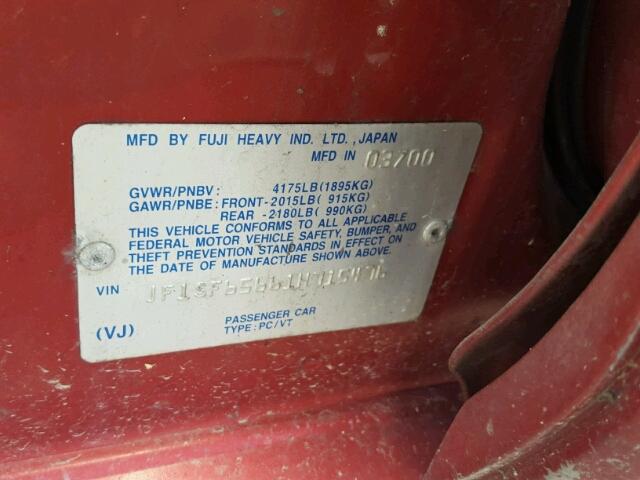 MFD BY FUJI HEAVY IND. LTD., JAPAN
MFD IN 03/00
GVWR/PNBV: 4175LB(1895KG)
GAWR/PNBE: FRONT-2015LB( 915KG)
REAR -2180LB( 990KG)
THIS VEHICLE CONFORMS TO ALL APPLICABLE
FEDERAL MOTOR VEHICLE SAFETY, BUMPER, AND
THEFT PREVENTION STANDARDS IN EFFECT ON
THE DATE OF MANUFACTURE SHOWN ABOVE.
VIN JF1SF65661H715476
PASSENGER CAR
(VJ) TYPE: PC/VT